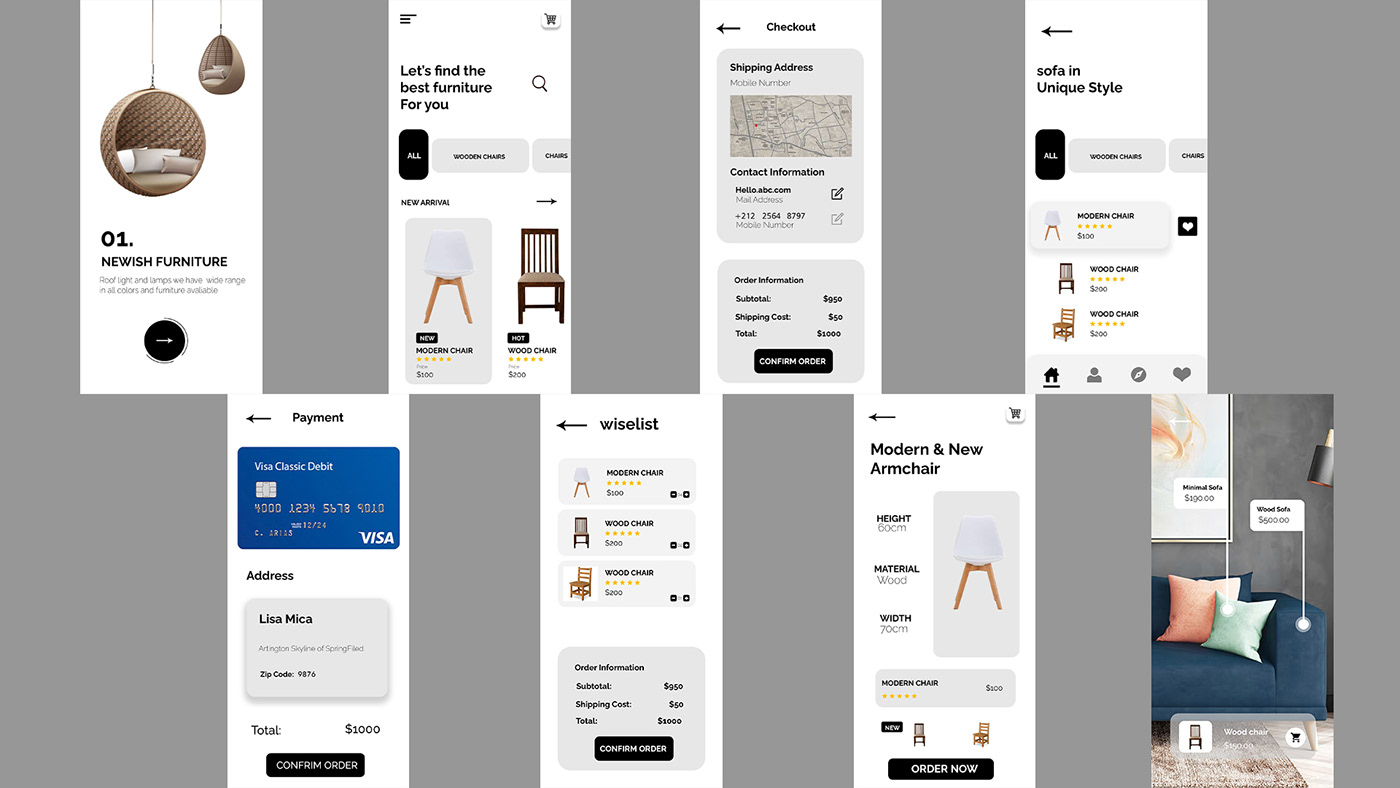 01.
NEWISH FURNITURE
Roof light and lamps we have wide range
in all colors and furniture avaliable
Let's find the
best furniture
For you
ALL
WOODEN CHAIRS
CHAIRS
NEW ARRIVAL
NEW
MODERN CHAIR
Price
$100
HOT
WOOD CHAIR
Price
$200
Checkout
Shipping Address
Mobile Number
Contact Information
Hello.abc.com
Mail Address
+212 2564 8797
Mobile Number
Order Information
Subtotal: $950
Shipping Cost: $50
Total: $1000
CONFIRM ORDER
sofa in
Unique Style
ALL
WOODEN CHAIRS
CHAIRS
MODERN CHAIR
$100
WOOD CHAIR
$200
WOOD CHAIR
$200
Payment
Visa Classic Debit
4000 1234 5678 9010
12/24
C. ARIAS
VISA
Address
Lisa Mica
Artington Skyline of SpringFiled
Zip Code: 9876
Total: $1000
CONFRIM ORDER
wiselist
MODERN CHAIR
$100
WOOD CHAIR
$200
WOOD CHAIR
$200
Order Information
Subtotal: $950
Shipping Cost: $50
Total: $1000
CONFIRM ORDER
Modern & New
Armchair
HEIGHT
60cm
MATERIAL
Wood
WIDTH
70cm
MODERN CHAIR
$100
NEW
ORDER NOW
Minimal Sofa
$190.00
Wood Sofa
$500.00
Wood chair
$150.00